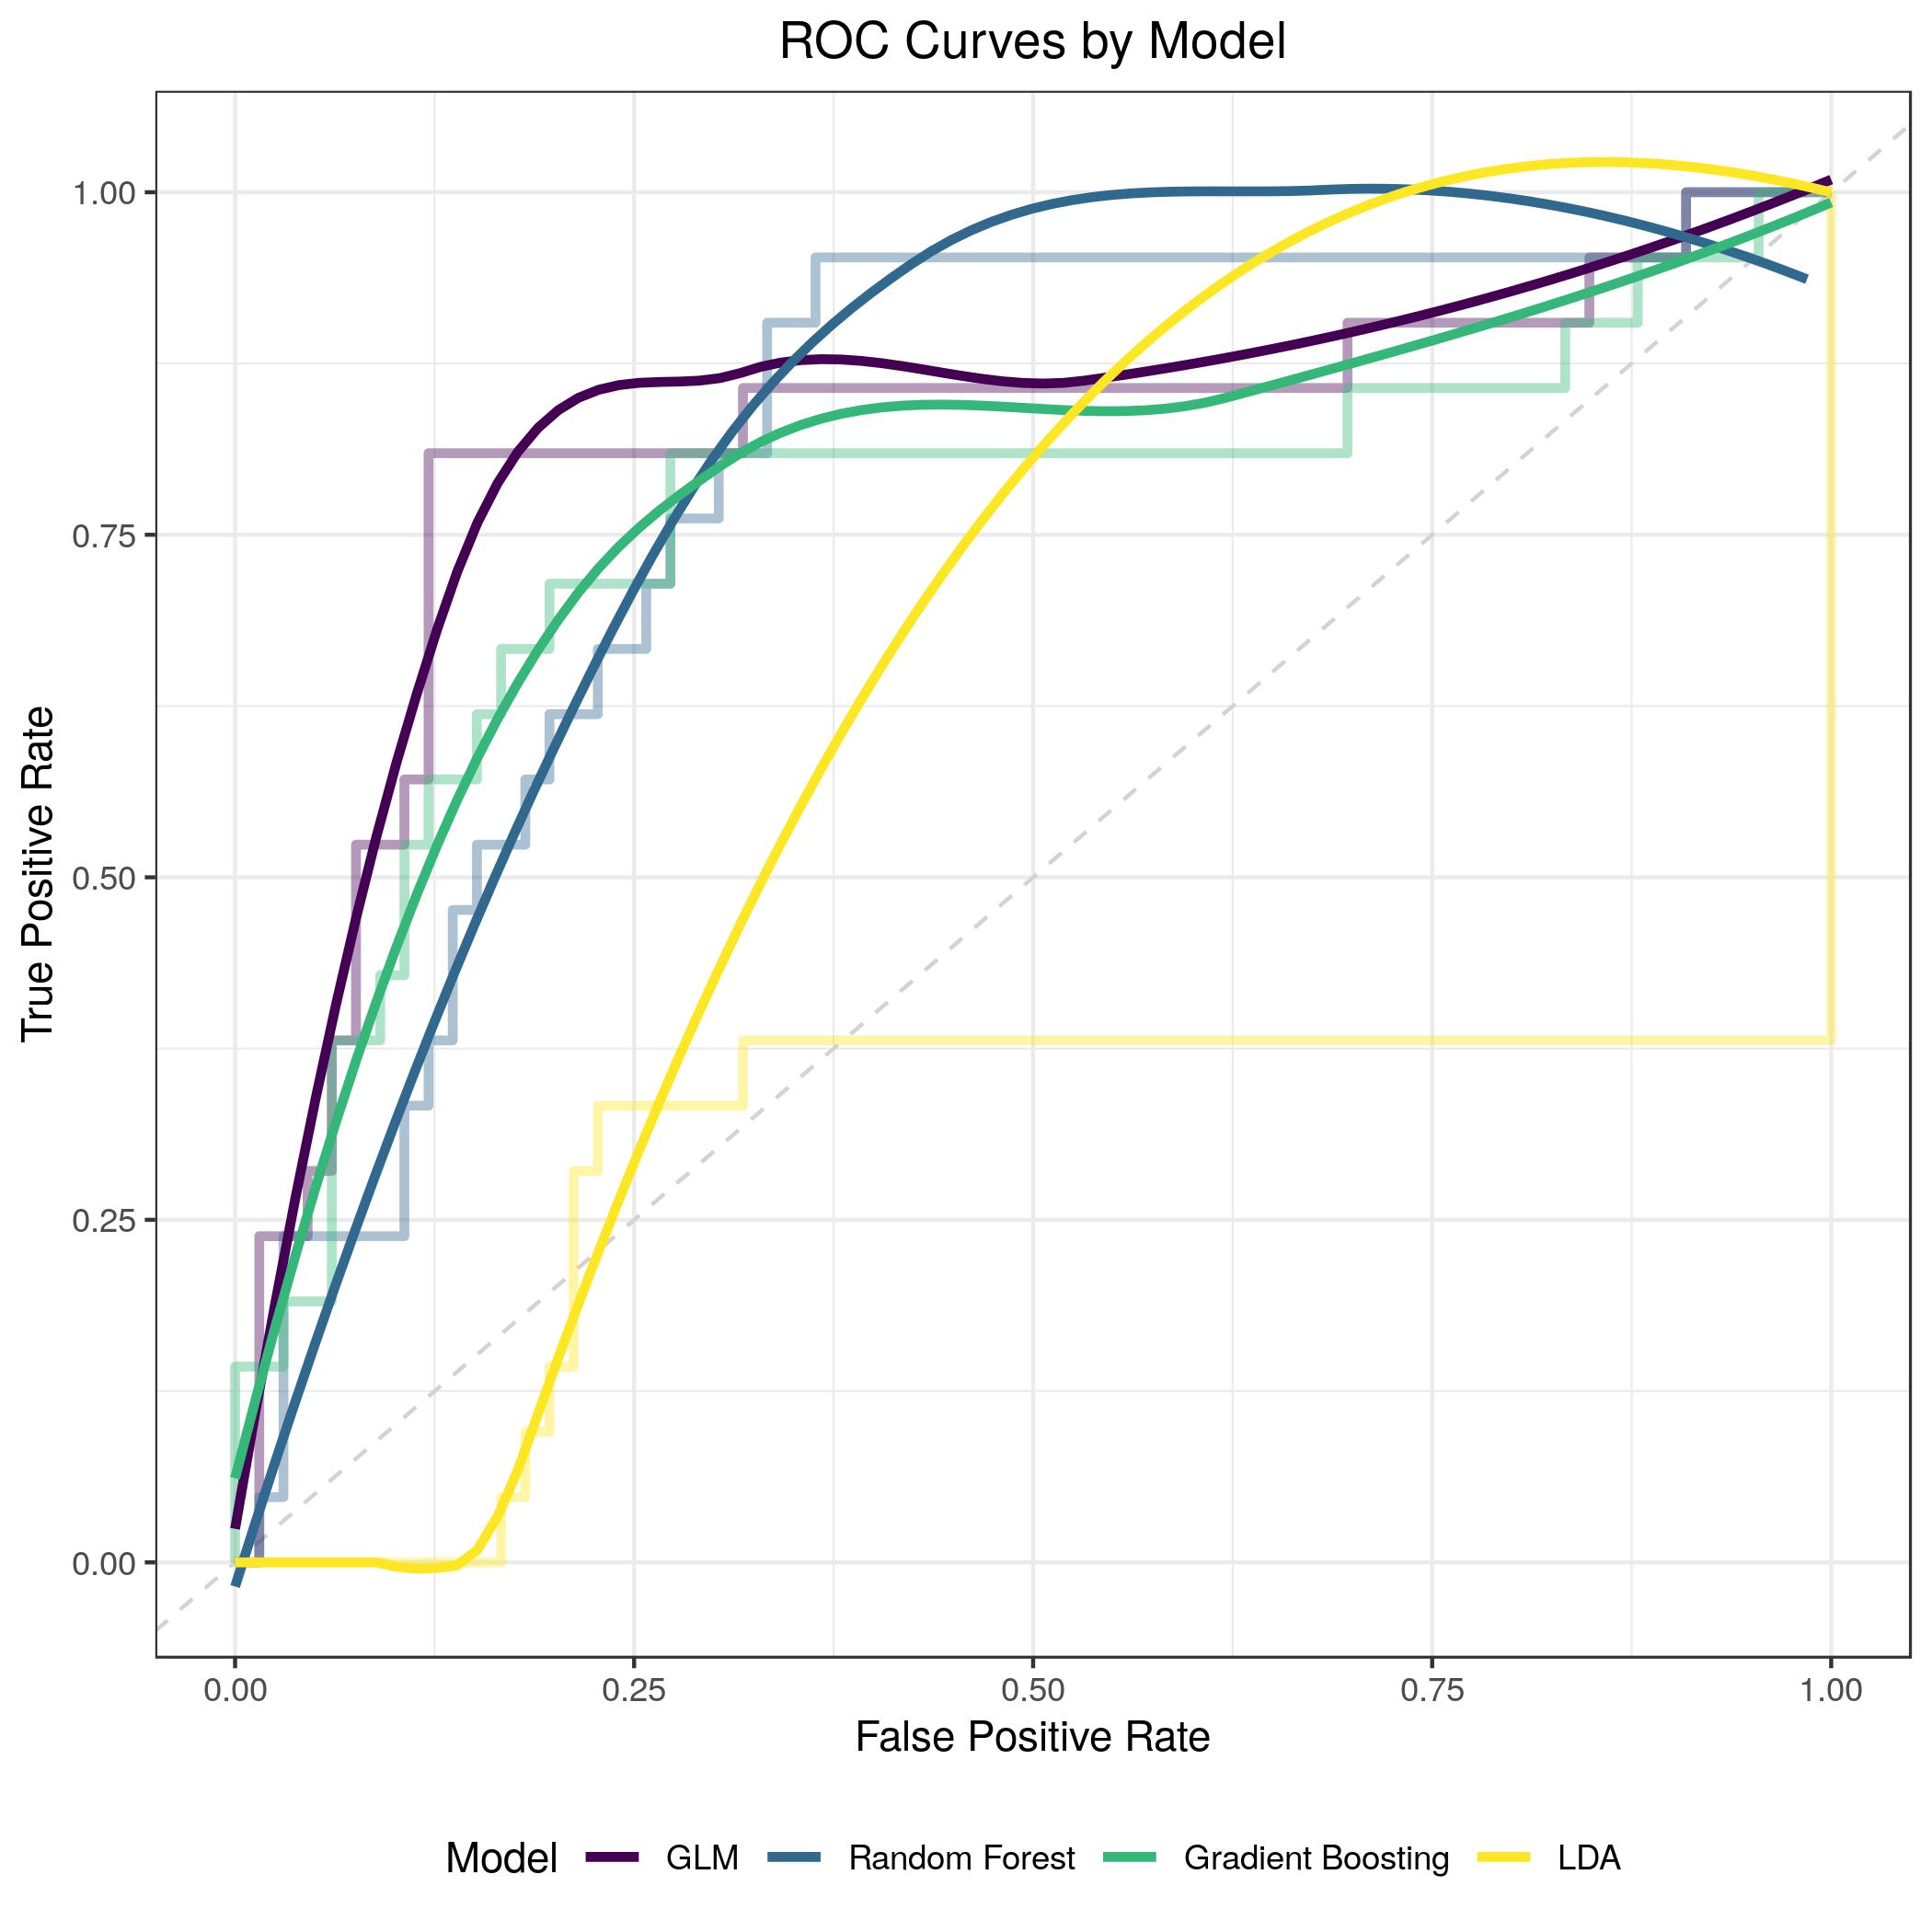 ROC Curves by Model
True Positive Rate
1.00
0.75
0.50
0.25
0.00
0.00 0.25 0.50 0.75 1.00
False Positive Rate
Model GLM Random Forest Gradient Boosting LDA